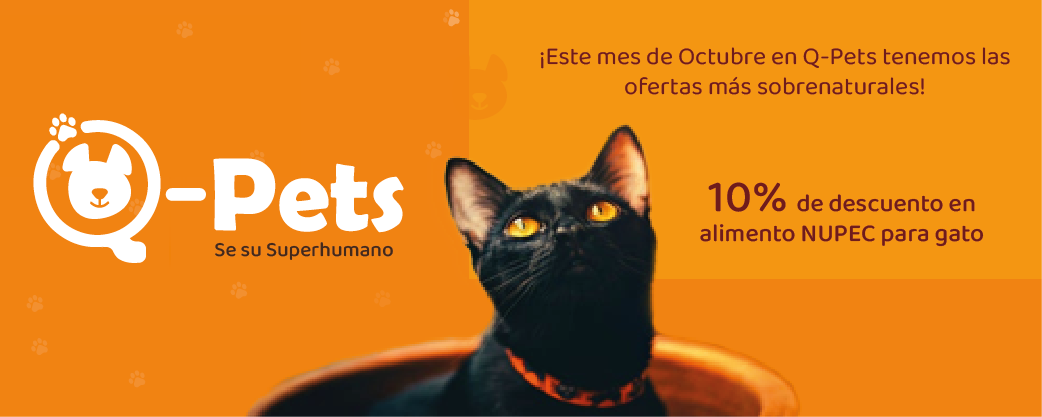 ¡Este mes de Octubre en Q-Pets tenemos las
ofertas más sobrenaturales!
Q-Pets
Se su Superhumano
10% de descuento en
alimento NUPEC para gato